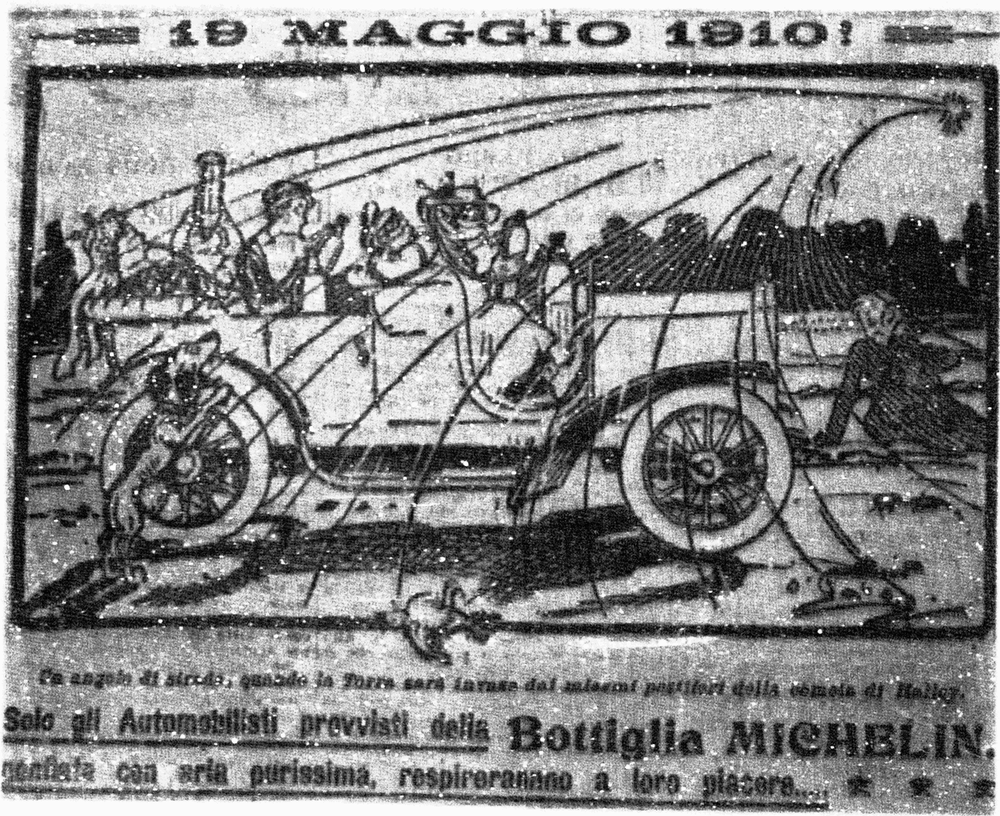 19 MAGGIO 1910!
Un angolo di strada, quando la Terra sarà invasa dai miasmi pestiferi della cometa di Halley.
Solo gli Automobilisti provvisti della Bottiglia MICHELIN,
gonfiata con aria purissima, respireranno a loro piacere....